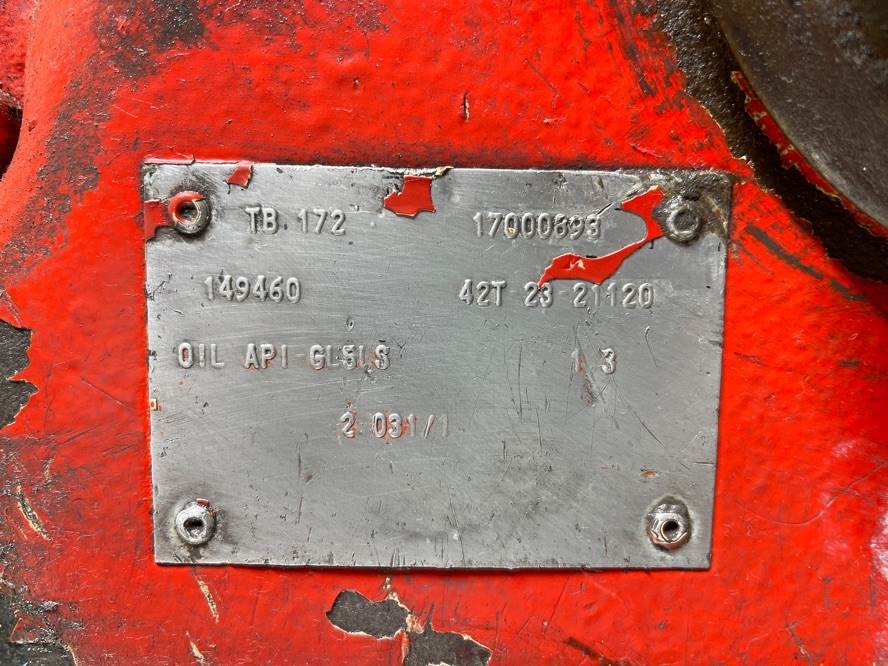 TB 172 17000893
149460 42T 23-21120
OIL API-GL5LS 1 3
2 031/1